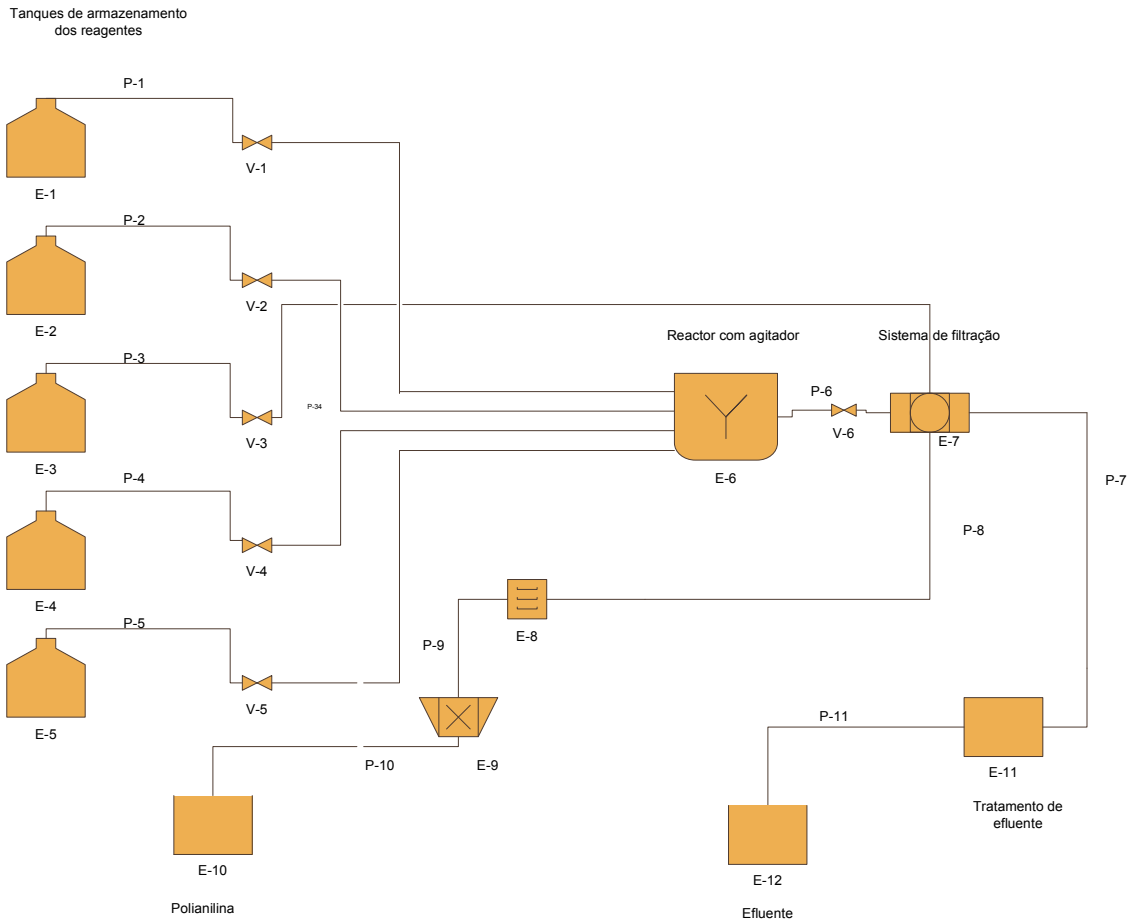 Tanques de armazenamento
dos reagentes
P-1
V-1
E-1
P-2
V-2
E-2
Reactor com agitador
Sistema de filtração
P-3
P-6
P-34
V-3
V-6
E-7
E-3
E-6
P-4
P-7
P-8
V-4
E-4
P-5
E-8
P-9
V-5
P-11
E-5
P-10
E-9
E-11
Tratamento de
efluente
E-10
E-12
Polianilina
Efluente